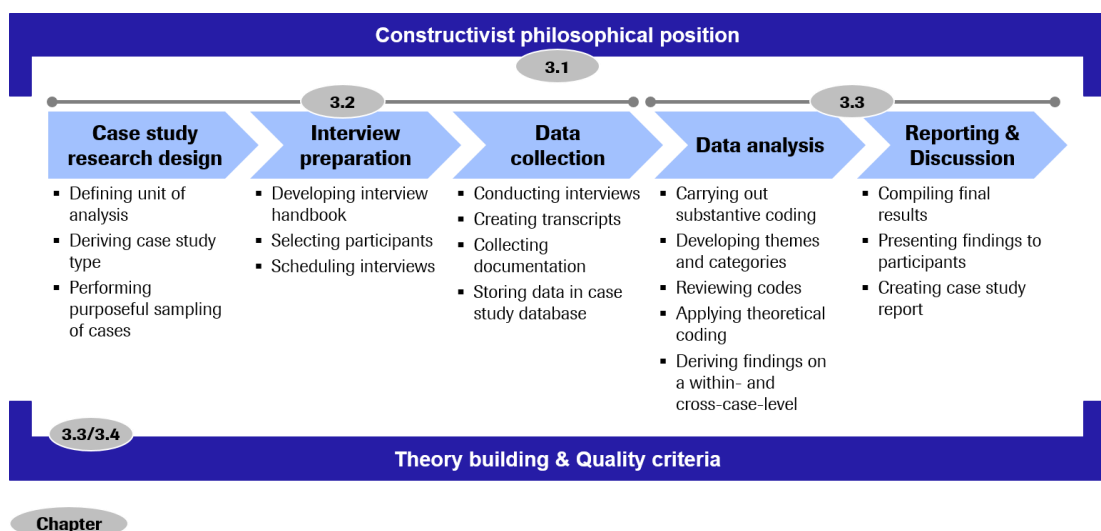 Constructivist philosophical position
3.1
3.2
3.3
Case study
research design
▪ Defining unit of
analysis
▪ Deriving case study
type
▪ Performing
purposeful sampling
of cases
Interview
preparation
▪ Developing interview
handbook
▪ Selecting participants
▪ Scheduling interviews
Data
collection
▪ Conducting interviews
▪ Creating transcripts
▪ Collecting
documentation
▪ Storing data in case
study database
Data analysis
▪ Carrying out
substantive coding
▪ Developing themes
and categories
▪ Reviewing codes
▪ Applying theoretical
coding
▪ Deriving findings on
a within- and
cross-case-level
Reporting &
Discussion
▪ Compiling final
results
▪ Presenting findings to
participants
▪ Creating case study
report
3.3/3.4
Theory building & Quality criteria
Chapter